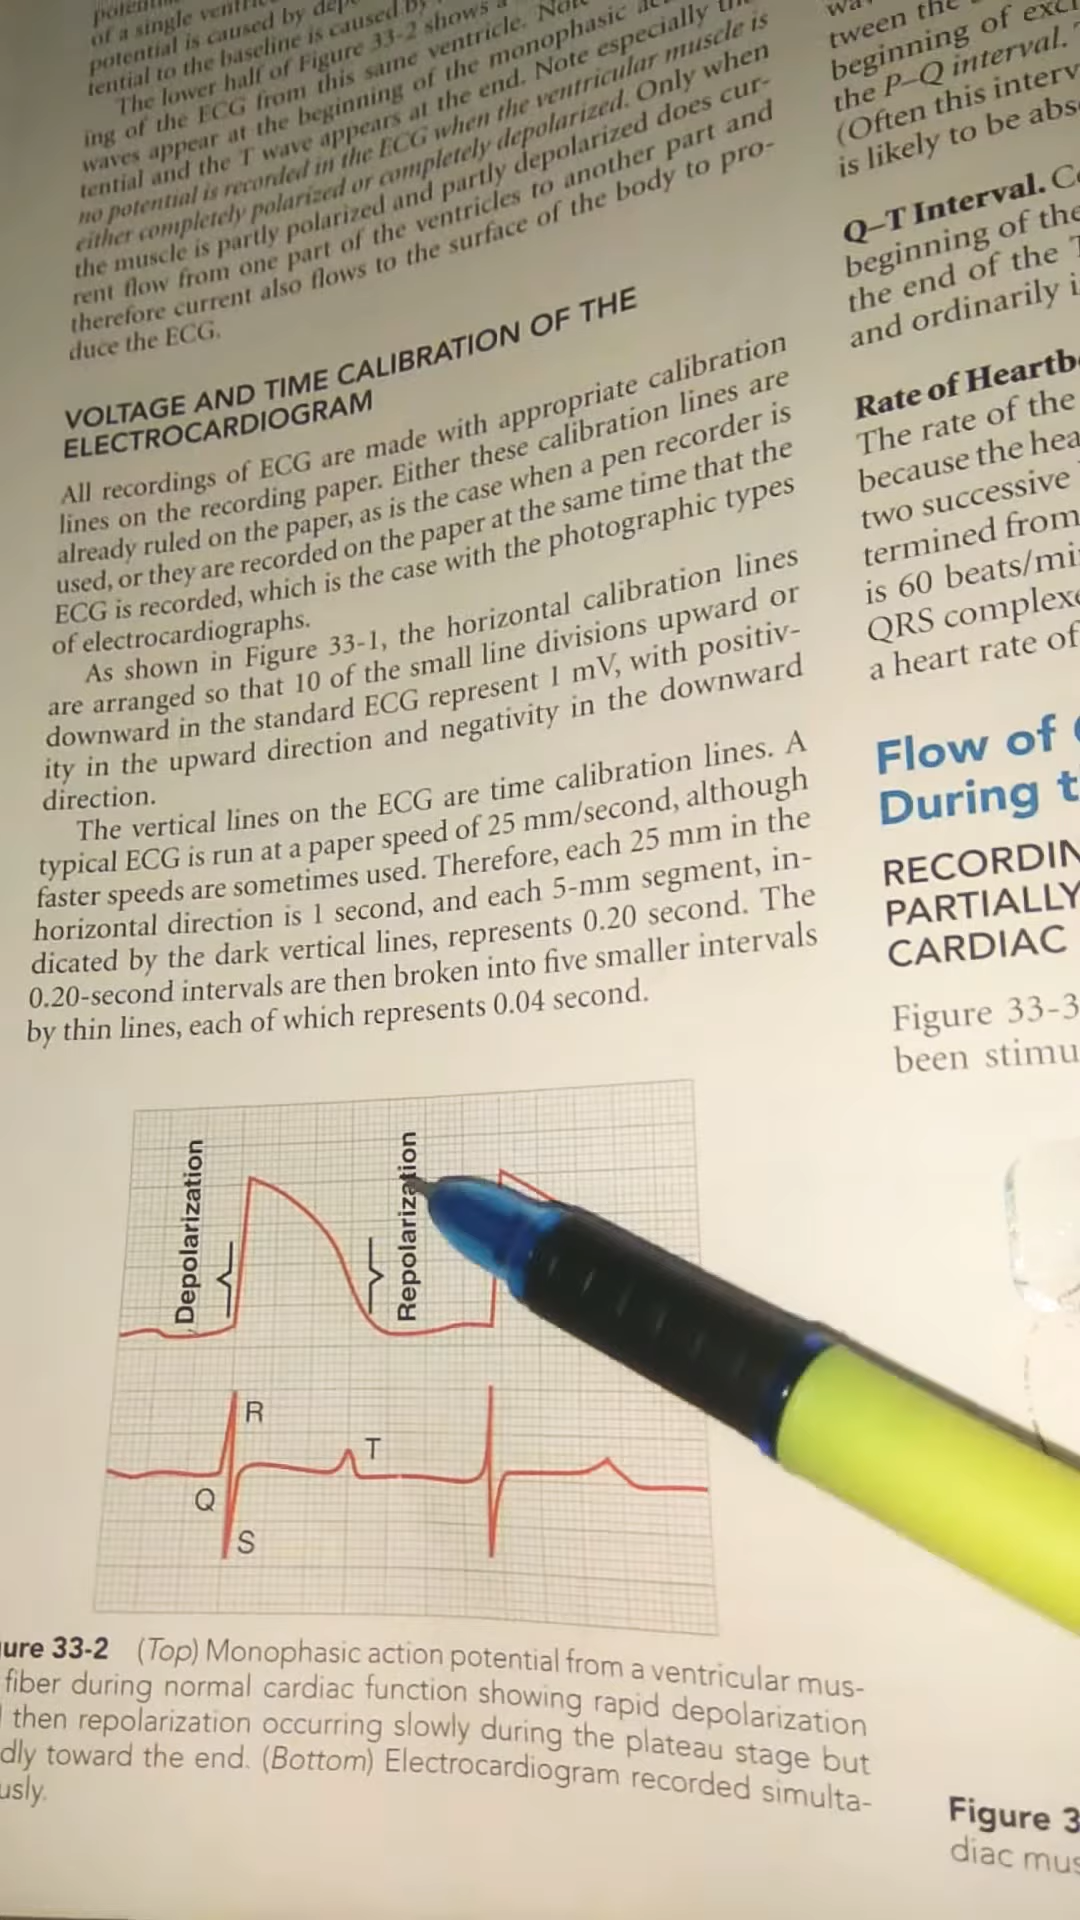 of a single
potential is caused by
tential to the baseline is caused by
The lower half of Figure 33-2 shows a
ing of the ECG from this same ventricle. Note
waves appear at the beginning of the monophasic
tential and the T wave appears at the end. Note especially
no potential is recorded in the ECG when the ventricular muscle is
either completely polarized or completely depolarized. Only when
the muscle is partly polarized and partly depolarized does cur-
rent flow from one part of the ventricles to another part and
therefore current also flows to the surface of the body to pro-
duce the ECG.
VOLTAGE AND TIME CALIBRATION OF THE
ELECTROCARDIOGRAM
All recordings of ECG are made with appropriate calibration
lines on the recording paper. Either these calibration lines are
already ruled on the paper, as is the case when a pen recorder is
used, or they are recorded on the paper at the same time that the
ECG is recorded, which is the case with the photographic types
of electrocardiographs.
As shown in Figure 33-1, the horizontal calibration lines
are arranged so that 10 of the small line divisions upward or
downward in the standard ECG represent 1 mV, with positiv-
ity in the upward direction and negativity in the downward
direction.
The vertical lines on the ECG are time calibration lines. A
typical ECG is run at a paper speed of 25 mm/second, although
faster speeds are sometimes used. Therefore, each 25 mm in the
horizontal direction is 1 second, and each 5-mm segment, in-
dicated by the dark vertical lines, represents 0.20 second. The
0.20-second intervals are then broken into five smaller intervals
by thin lines, each of which represents 0.04 second.
Depolarization
Repolarization
R
T
Q
S
ure 33-2 (Top) Monophasic action potential from a ventricular mus-
fiber during normal cardiac function showing rapid depolarization
then repolarization occurring slowly during the plateau stage but
dly toward the end. (Bottom) Electrocardiogram recorded simulta-
usly.
tween the
beginning of exci
the P–Q interval.
(Often this interv
is likely to be abs
Q–T Interval. Co
beginning of the
the end of the T
and ordinarily i
Rate of Heartbe
The rate of the
because the hea
two successive
termined from
is 60 beats/mi
QRS complexe
a heart rate of
Flow of
During t
RECORDIN
PARTIALLY
CARDIAC
Figure 33-3
been stimu
Figure 3
diac mus